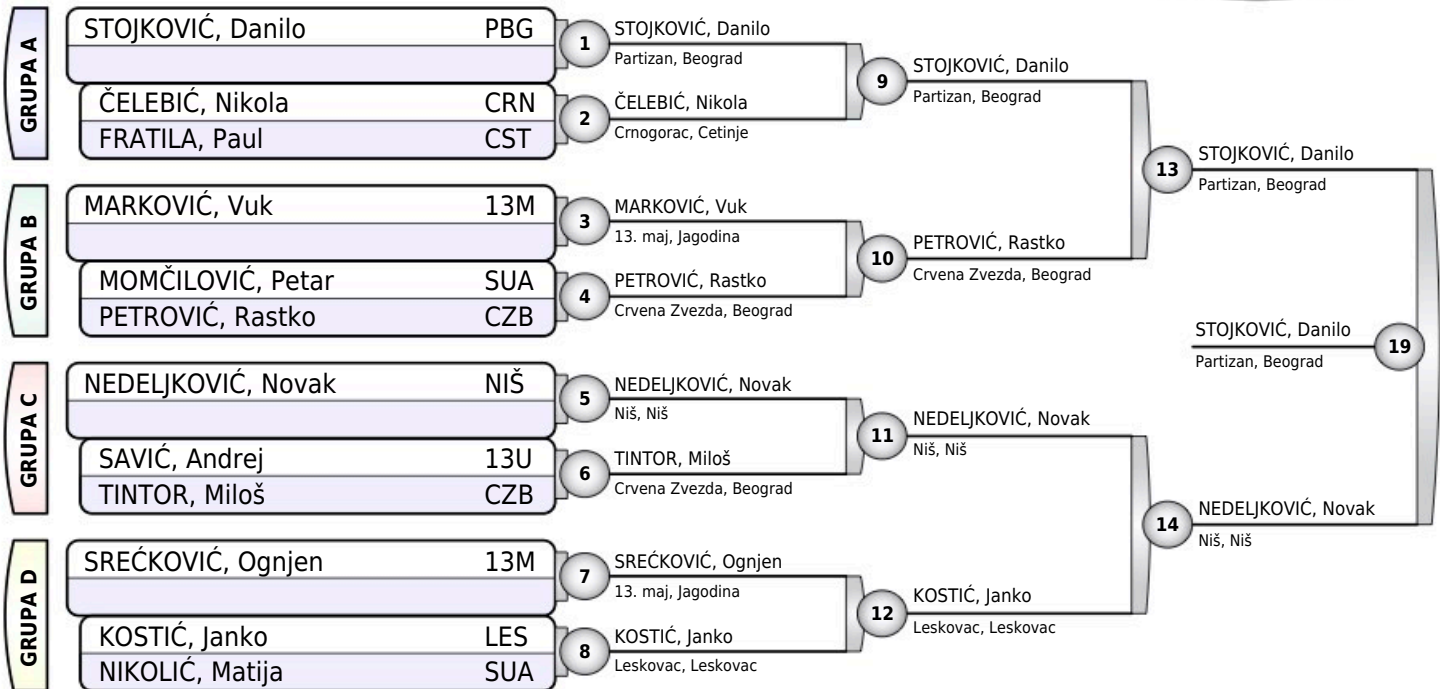 GRUPA A
STOJKOVIĆ, Danilo PBG
ČELEBIĆ, Nikola CRN
FRATILA, Paul CST
1
STOJKOVIĆ, Danilo
Partizan, Beograd
2
ČELEBIĆ, Nikola
Crnogorac, Cetinje
9
STOJKOVIĆ, Danilo
Partizan, Beograd
GRUPA B
MARKOVIĆ, Vuk 13M
MOMČILOVIĆ, Petar SUA
PETROVIĆ, Rastko CZB
3
MARKOVIĆ, Vuk
13. maj, Jagodina
4
PETROVIĆ, Rastko
Crvena Zvezda, Beograd
10
PETROVIĆ, Rastko
Crvena Zvezda, Beograd
13
STOJKOVIĆ, Danilo
Partizan, Beograd
GRUPA C
NEDELJKOVIĆ, Novak NIŠ
SAVIĆ, Andrej 13U
TINTOR, Miloš CZB
5
NEDELJKOVIĆ, Novak
Niš, Niš
6
TINTOR, Miloš
Crvena Zvezda, Beograd
11
NEDELJKOVIĆ, Novak
Niš, Niš
GRUPA D
SREĆKOVIĆ, Ognjen 13M
KOSTIĆ, Janko LES
NIKOLIĆ, Matija SUA
7
SREĆKOVIĆ, Ognjen
13. maj, Jagodina
8
KOSTIĆ, Janko
Leskovac, Leskovac
12
KOSTIĆ, Janko
Leskovac, Leskovac
14
NEDELJKOVIĆ, Novak
Niš, Niš
STOJKOVIĆ, Danilo
Partizan, Beograd
19